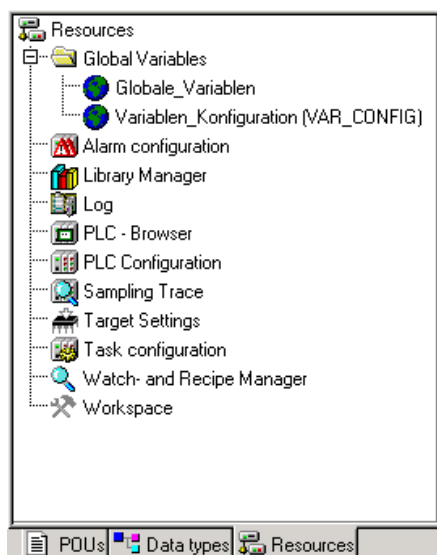 Resources
Global Variables
Globale_Variablen
Variablen_Konfiguration (VAR_CONFIG)
Alarm configuration
Library Manager
Log
PLC - Browser
PLC Configuration
Sampling Trace
Target Settings
Task configuration
Watch- and Recipe Manager
Workspace
POUs Data types Resources